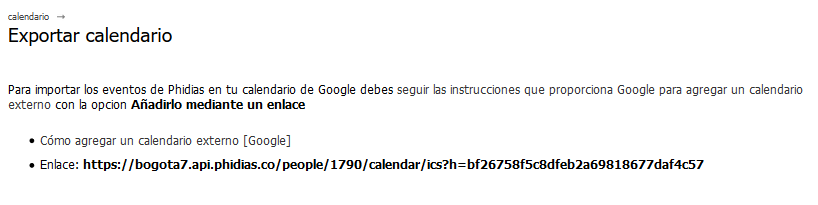 calendario →
Exportar calendario
Para importar los eventos de Phidias en tu calendario de Google debes seguir las instrucciones que proporciona Google para agregar un calendario
externo con la opcion Añadirlo mediante un enlace
• Cómo agregar un calendario externo [Google]
• Enlace: https://bogota7.api.phidias.co/people/1790/calendar/ics?h=bf26758f5c8dfeb2a69818677daf4c57